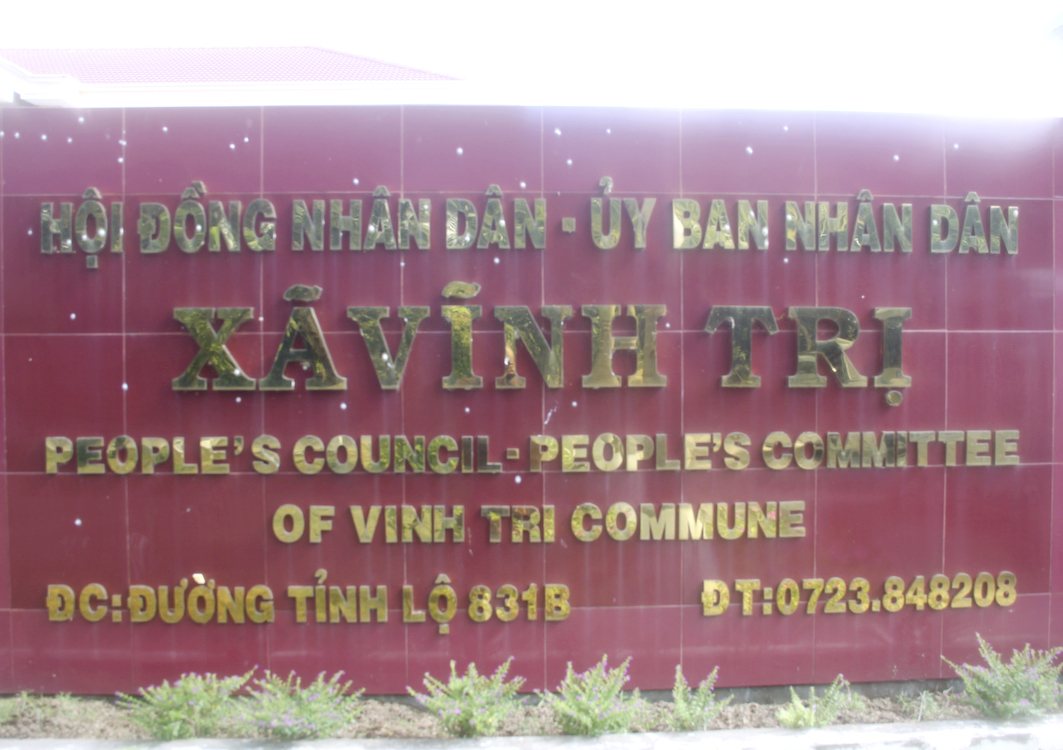 HỘI ĐỒNG NHÂN DÂN - ỦY BAN NHÂN DÂN
XÃ VĨNH TRỊ
PEOPLE'S COUNCIL - PEOPLE'S COMMITTEE
OF VINH TRI COMMUNE
ĐC: ĐƯỜNG TỈNH LỘ 831B ĐT: 0723.848208